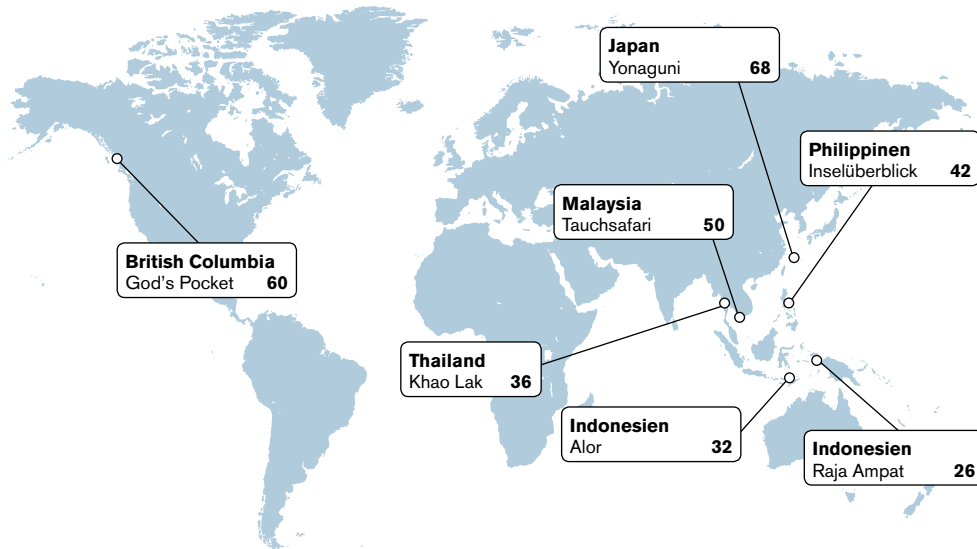 Japan
Yonaguni 68
Philippinen
Inselüberblick 42
Malaysia
Tauchsafari 50
British Columbia
God's Pocket 60
Thailand
Khao Lak 36
Indonesien
Alor 32
Indonesien
Raja Ampat 26